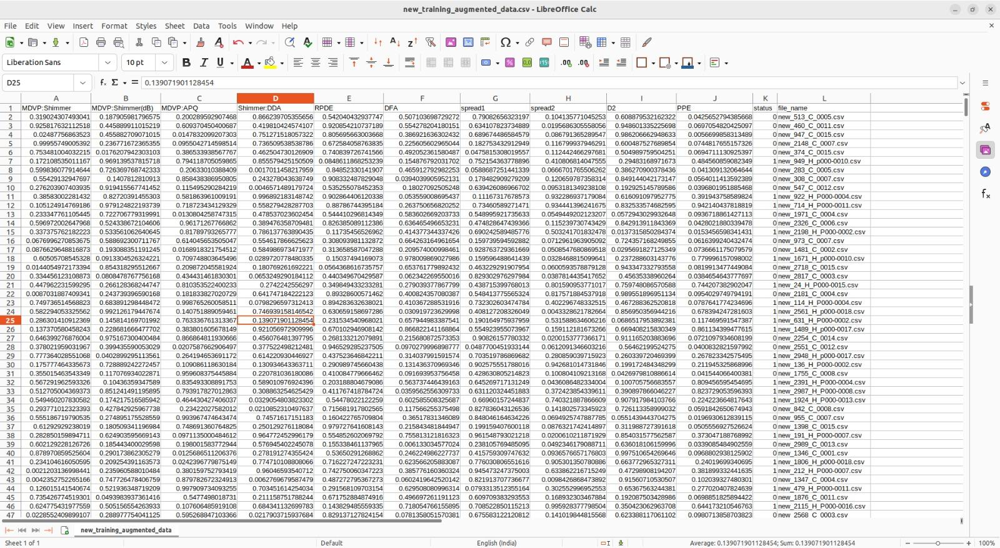 new_training_augmented_data.csv - LibreOffice Calc
File Edit View Insert Format Styles Sheet Data Tools Window Help
Liberation Sans 10 pt
D25 0.139071901128454
A B C D E F G H I J K L
1 MDVP:Shimmer MDVP:Shimmer(dB) MDVP:APQ Shimmer:DDA RPDE DFA spread1 spread2 D2 PPE status file_name
2 0.319024307493041 0.187905981796575 0.200289592907468 0.866239705355656 0.542040432937747 0.507103698729272 0.79082656323197 0.104135771045253 0.608879532162322 0.0425652794385668 0 new_513_C_0005.csv
3 0.925817632112518 0.445889911015219 0.609370450400687 0.419810424574107 0.920854210737189 0.554278204180151 0.634107823734889 0.0195686305558056 0.948601335225698 0.0697054820425097 0 new_460_C_0011.csv
4 0.02487756863523 0.455882709071015 0.0147832099207303 0.751271518057322 0.805695663003668 0.386921636302432 0.689674486584579 0.086791365289547 0.986206662948633 0.0056699858313489 0 new_947_C_0015.csv
5 0.99955749005392 0.236771672365355 0.0955042714598514 0.736509538538786 0.672584058763835 0.225605602965044 0.182753432912949 0.116799937946291 0.600487527689854 0.0744817655157326 0 new_2148_C_0007.csv
6 0.753481004032215 0.0176207942303103 0.386533938567767 0.462504730126909 0.740839726741566 0.492052361580487 0.0475815308019557 0.112442466297681 0.504989759504251 0.0694711130925397 0 new_374_C_0015.csv
7 0.172108535011167 0.969139537815718 0.794118705059865 0.855579425150509 0.0848611868253239 0.154876792031702 0.752154363778896 0.410806814047555 0.29483168971673 0.484560859082349 1 new_949_H_p000-0010.csv
8 0.599836077914644 0.726369768742333 0.20633010388409 0.0017011458217959 0.84852330141907 0.465912792982253 0.0588687251441339 0.0666701765506262 0.386270900378436 0.041309132064644 0 new_283_C_0005.csv
9 0.55429132947697 0.1407812810913 0.858438386950805 0.243278043638749 0.908332487829048 0.0394039905952131 0.178482909279209 0.120659787358314 0.849144042173147 0.0564011413592389 0 new_308_C_0007.csv
10 0.276203907403935 0.919415567741452 0.115495290284219 0.0046571489179724 0.535255078452353 0.18027092505248 0.639426086966702 0.0953181349238108 0.192925145789586 0.0396801951885468 0 new_547_C_0012.csv
11 0.38583002281432 0.82720391455303 0.581863961009191 0.996892183148742 0.902864406120338 0.053559008695437 0.11167317678573 0.932286937179084 0.616091097952775 0.391943758589824 1 new_922_H_P000-0004.csv
12 0.105124914769186 0.979124822193739 0.718723434129329 0.558279428287703 0.88786744395184 0.263750656820252 0.73460589271471 0.934441396241675 0.832533574682595 0.942140437818819 1 new_714_H_P000-0011.csv
13 0.233347761105445 0.722706779319991 0.0130804258747315 0.478537023602454 0.544410296814349 0.583602669203733 0.548995921735633 0.0549449202123207 0.0572943029932648 0.0936718861427113 0 new_1971_C_0004.csv
14 0.596972002647968 0.524338672104606 0.96171267766862 0.389476358709481 0.826385089112386 0.636465496653231 0.474828647439366 0.115239730743429 0.842913911843369 0.0428021880339478 0 new_2326_C_0006.csv
15 0.337375762182223 0.533561062640645 0.81789793265777 0.786137763890435 0.11735456526962 0.414377344337426 0.690242589485776 0.503241701832478 0.0137315850284374 0.0153456598341431 1 new_2198_H_P000-0002.csv
16 0.0676996270853675 0.588692300711767 0.614045653505047 0.554617866625623 0.308093981132872 0.664263164961654 0.159739594592882 0.0712961963905092 0.724357168249855 0.0616399240432474 0 new_973_C_0007.csv
17 0.0876629648816873 0.193088351191245 0.0168918321754512 0.584986973471977 0.313658587047288 0.209574000998461 0.928763729361669 0.0508547680869518 0.0295691827125349 0.0736661175079579 0 new_1481_C_0002.csv
18 0.60505708545328 0.0913304526324221 0.709748803645496 0.0289720778480335 0.15037494169073 0.978009869027986 0.159596488641439 0.0328468815099641 0.237288603143776 0.779996157098002 1 new_1671_H_p000-0010.csv
19 0.0144054972173394 0.854318295512667 0.209872045581924 0.180769261692221 0.0564368616735757 0.653761779892432 0.463229291907954 0.0600593578879128 0.943347332793558 0.0819913477449084 0 new_2718_C_0015.csv
20 0.334456123108873 0.0808478767756168 0.434431461830301 0.0653249290184112 0.440349670429587 0.062342269550016 0.829302976297984 0.0387814435417652 0.45635338960264 0.0384654643777697 0 new_2817_C_0003.csv
21 0.447962231599295 0.266128368244747 0.810353522400233 0.2742242556297 0.349849433233281 0.279039377867799 0.438715399768013 0.801590953771017 0.759748086570588 0.744207382902047 1 new_24_H_P000-0015.csv
22 0.0087031887409341 0.243739396590168 0.181833827020729 0.641747184222123 0.89328600571462 0.400824357080387 0.548413775565324 0.817571884537918 0.989551896951134 0.0954029749794191 0 new_2181_C_0004.csv
23 0.749736514568823 0.683891298448472 0.998765260058511 0.0798296597312412 0.894283632638021 0.410367288531916 0.732302603474784 0.402296748332415 0.467288362520818 0.0787641774234696 0 new_114_P_0004.csv
24 0.582294053325562 0.992126179447674 0.140751889059461 0.746939158146542 0.630659158697286 0.030919723629998 0.408127208326049 0.0043328621782664 0.856950356944216 0.678394247281603 1 new_2561_H_p000-0018.csv
25 0.286301410912369 0.145814169701992 0.763336761313367 0.139071901128454 0.231534540968021 0.657944983387541 0.190164975937959 0.531588634606216 0.0686517953892381 0.117469591547387 0 new_631_P_0002.csv
26 0.137370580458243 0.228681666477702 0.383801605678149 0.921056972909996 0.670102946908142 0.866822141168864 0.554923955073967 0.159112181673266 0.669408215830349 0.861134399477615 1 new_1489_H_p000-0017.csv
27 0.646399276876004 0.975167300400484 0.866864811930666 0.456076481397795 0.268133212079891 0.215680872573353 0.90826157780332 0.0200153777366171 0.911165203883696 0.0721097934608199 0 new_2254_C_0014.csv
28 0.378021959031967 0.399435590053029 0.0207587662906497 0.377522498212481 0.946529285237505 0.0970279996898777 0.0487700451933144 0.0612091346603216 0.56462199524275 0.0400832821597992 0 new_2551_C_0012.csv
29 0.777364028551068 0.0402899295113561 0.264194653691172 0.614220930446927 0.437523646842211 0.314037991591574 0.703519786869682 0.280859039715923 0.260339720469399 0.267823342575495 1 new_2948_H_p000-0017.csv
30 0.175777464335673 0.728889242272457 0.109086118630184 0.130934643363711 0.290989745660438 0.131436370969346 0.902575551788016 0.942681014731846 0.199172484348299 0.211945325868996 1 new_136_H_P000-0002.csv
31 0.355015463543349 0.117076934022871 0.959608375445884 0.220781036180086 0.410084779666462 0.091693953756458 0.428630805214823 0.100804109213168 0.0426979810886614 0.041544066400381 0 new_1755_C_0008.csv
32 0.567291962593326 0.10436359347589 0.835493308891753 0.589010976924396 0.203188804679086 0.563737446439163 0.645269717131249 0.0436086482334004 0.100705756683557 0.809456595454695 1 new_2391_H_P000-0004.csv
33 0.512705004369373 0.851241491195895 0.793917827012863 0.308863254625429 0.411767418784724 0.0359562556309733 0.631120324451883 0.372423854339611 0.390897866046227 0.823729053596393 1 new_2987_H_P000-0008.csv
34 0.549460207830582 0.174217516585942 0.464430427406037 0.0032905480382330 0.54478022122259 0.602585508325687 0.66960157244837 0.740321887866609 0.907917984103766 0.224223664817643 1 new_1924_H_P000-0013.csv
35 0.293771012323393 0.427842925967738 0.23422027582012 0.021085231049763 0.715681917802565 0.117566255375498 0.827836043126536 0.141802573345923 0.726113358999032 0.0591842650674943 0 new_842_C_0008.csv
36 0.555186719790535 0.274895175528559 0.993967474643474 0.74571617151183 0.160422765709804 0.36517831346089 0.848046164634226 0.0694925747887785 0.0551439443704275 0.0196930612839115 0 new_955_C_0007.csv
37 0.61292929238019 0.180509341196984 0.748691360764825 0.250129276118084 0.979727641608143 0.215843481844947 0.199159407600118 0.0876321742414897 0.311988727391618 0.0505556927526624 0 new_1398_C_0015.csv
38 0.282850159894711 0.624903595669143 0.0971135000484612 0.964772452996179 0.554852602069792 0.755813121816323 0.961548793021218 0.0200610211871929 0.854031577562587 0.373047188768992 1 new_191_H_P000-0007.csv
39 0.602129228126726 0.185443400029598 0.198001583772944 0.576945402245078 0.155338461137965 0.006133034577024 0.238105769485095 0.0492346179088711 0.636018106159996 0.0339085484902559 0 new_2989_C_0013.csv
40 0.878970859525604 0.290173862305279 0.0125686511206376 0.278191274355424 0.53650291268862 0.246224986227737 0.415759309747632 0.0936576657176803 0.997510654269646 0.0968802938125902 0 new_1346_C_0001.csv
41 0.234104616050595 0.209254391163573 0.0242396779875149 0.774710108808066 0.716227247223231 0.623566205883087 0.776030806551616 0.905301350780886 0.663772965327311 0.24019699340695 1 new_1806_H_p000-0018.csv
42 0.0021203136998441 0.235960588010484 0.380159752793419 0.96046593540712 0.742750060347223 0.385776160360324 0.945473247375003 0.633862216715249 0.47298908194207 0.381899332441635 1 new_212_H_P000-0007.csv
43 0.0042352752265166 0.747726478406759 0.879782672324913 0.0062769679587479 0.487272795367273 0.0602419642520142 0.821913707736677 0.0098426868473892 0.91560710530507 0.102039327480301 0 new_1347_C_0004.csv
44 0.126015141540674 0.521936348719209 0.997909734093255 0.703451614254034 0.291568109703154 0.629508080996314 0.0793313512355164 0.302552996952553 0.65367563244381 0.277020407824639 1 new_479_H_P000-0011.csv
45 0.735426774519301 0.0493983937361416 0.5477498018731 0.211158751788244 0.671752884874916 0.496697261191123 0.609709383293553 0.168932303467884 0.192087503428986 0.0698851825894422 0 new_1876_C_0011.csv
46 0.624775431977559 0.505156554263933 0.107606485919108 0.684341132699783 0.143829485559335 0.718054766155895 0.708522850115213 0.995928377798504 0.350423062963708 0.644173210546763 1 new_2115_H_P000-0016.csv
47 0.0228552409899107 0.288977754041125 0.595268847103366 0.0217903715937684 0.829137127824154 0.0781358051570381 0.675583122120812 0.141019844815568 0.623388117061102 0.0980713858703823 0 new_2568_C_0003.csv
new_training_augmented_data
Sheet 1 of 1 Default English (India) Average: 0.139071901128454; Sum: 0.139071901128454 100%